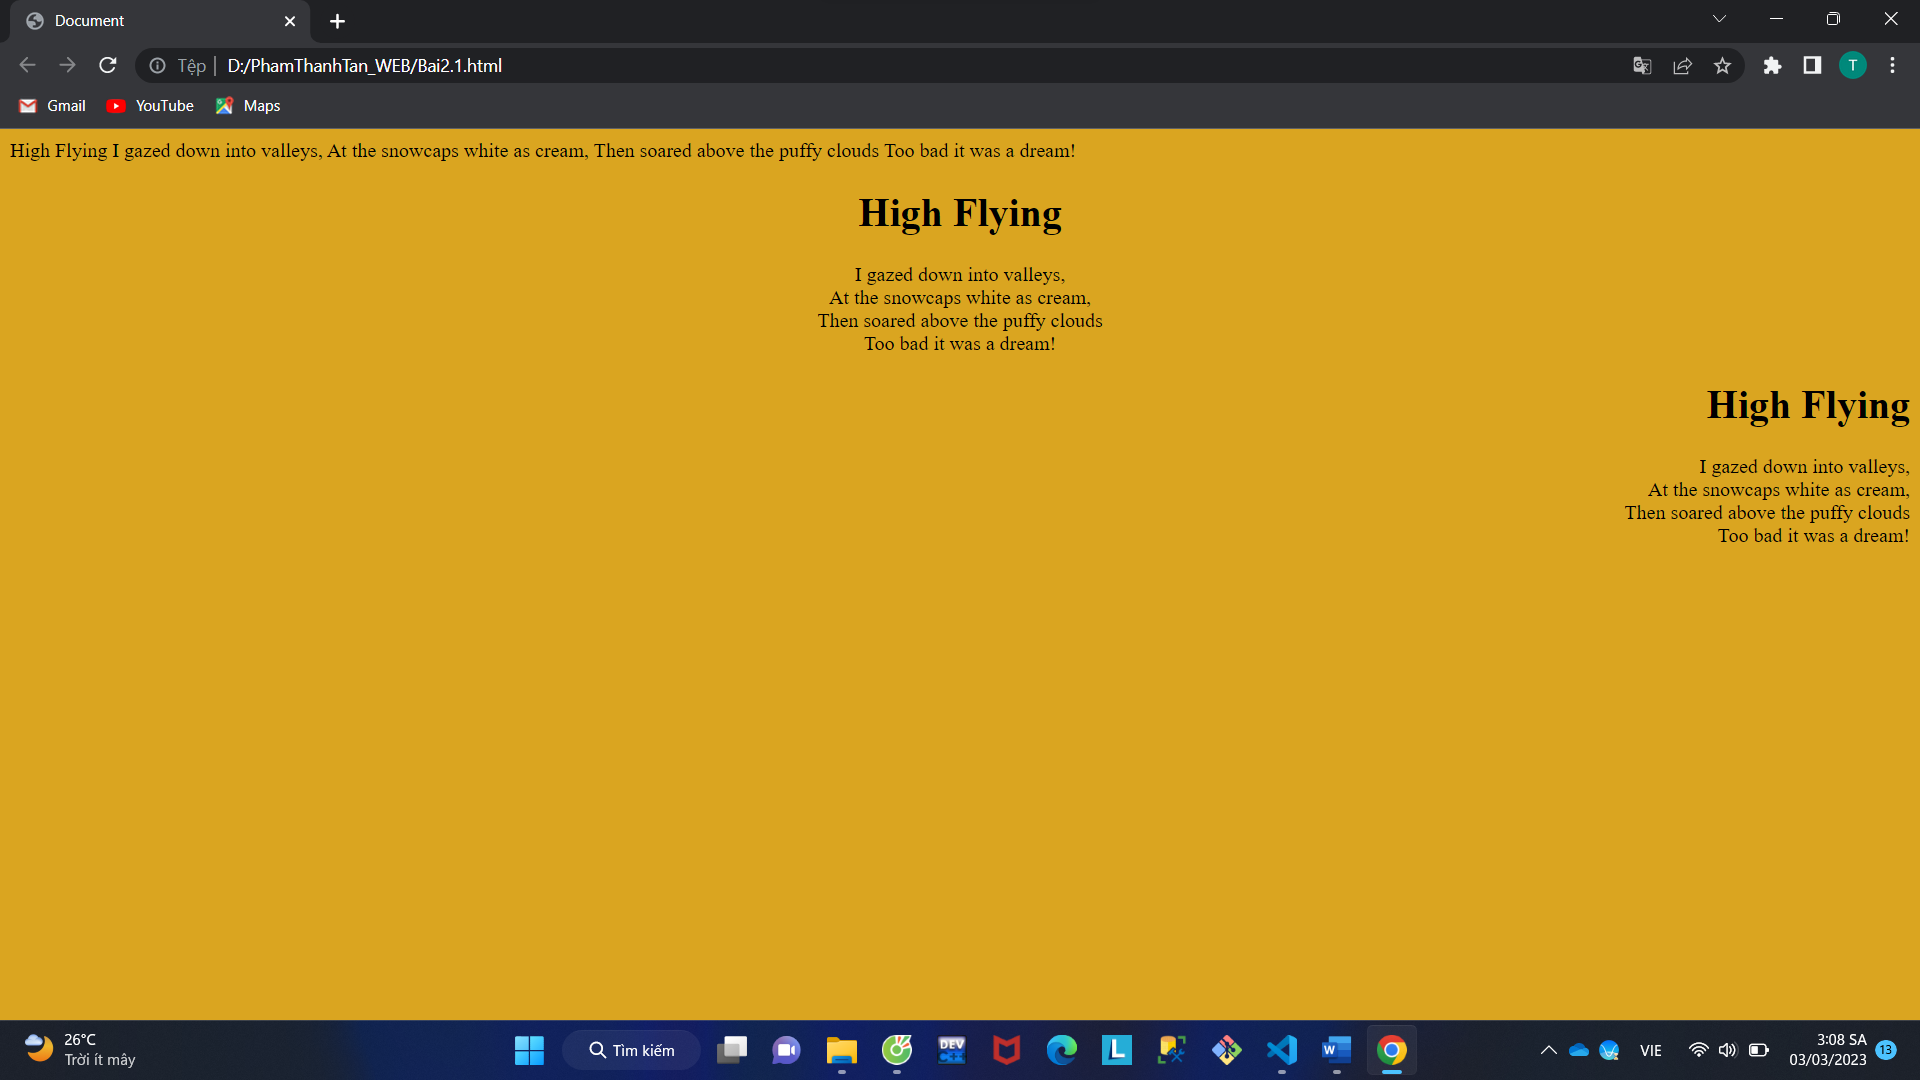 Document
Tệp | D:/PhamThanhTan_WEB/Bai2.1.html
T
Gmail YouTube Maps
High Flying I gazed down into valleys, At the snowcaps white as cream, Then soared above the puffy clouds Too bad it was a dream!
High Flying
I gazed down into valleys,
At the snowcaps white as cream,
Then soared above the puffy clouds
Too bad it was a dream!
High Flying
I gazed down into valleys,
At the snowcaps white as cream,
Then soared above the puffy clouds
Too bad it was a dream!
26°C
Trời ít mây
Tìm kiếm
DEV
C++
L
W
VIE
3:08 SA
03/03/2023
13